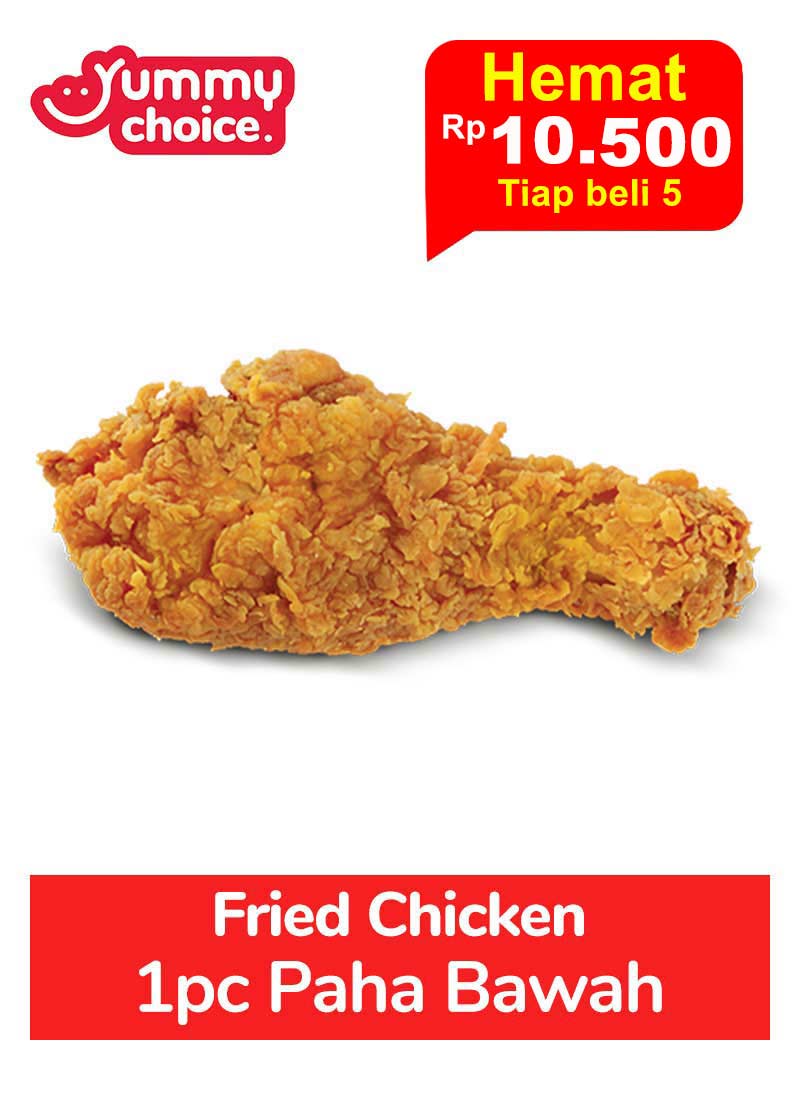 Yummy
choice.
Hemat
Rp 10.500
Tiap beli 5
Fried Chicken
1pc Paha Bawah